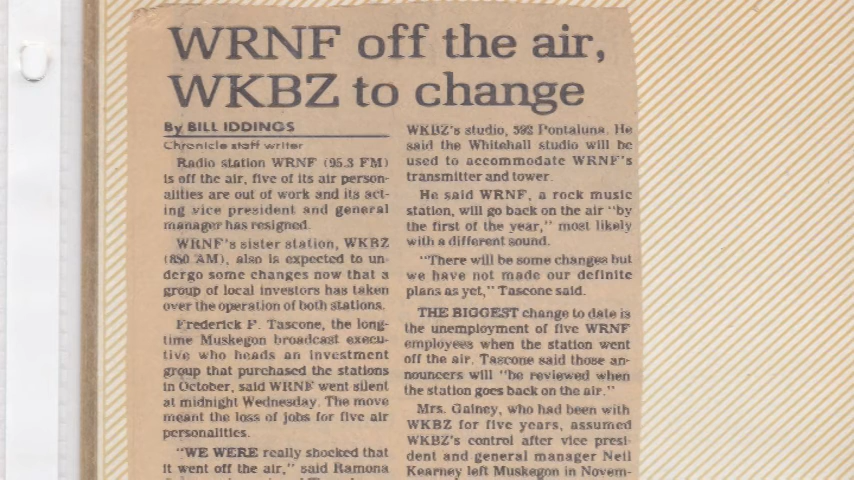 WRNF off the air,
WKBZ to change
By BILL IDDINGS
Chronicle staff writer
Radio station WRNF (95.3 FM)
is off the air, five of its air person-
alities are out of work and its act-
ing vice president and general
manager has resigned.
WRNF's sister station, WKBZ
(850 AM), also is expected to un-
dergo some changes now that a
group of local investors has taken
over the operation of both stations.
Frederick P. Tascone, the long-
time Muskegon broadcast execu-
tive who heads an investment
group that purchased the stations
in October, said WRNF went silent
at midnight Wednesday. The move
meant the loss of jobs for five air
personalities.
"WE WERE really shocked that
it went off the air," said Ramona
WKBZ's studio, 592 Pontaluna. He
said the Whitehall studio will be
used to accommodate WRNF's
transmitter and tower.
He said WRNF, a rock music
station, will go back on the air "by
the first of the year," most likely
with a different sound.
"There will be some changes but
we have not made our definite
plans as yet," Tascone said.
THE BIGGEST change to date is
the unemployment of five WRNF
employees when the station went
off the air. Tascone said those an-
nouncers will "be reviewed when
the station goes back on the air."
Mrs. Gainey, who had been with
WKBZ for five years, assumed
WKBZ's control after vice presi-
dent and general manager Neil
Kearney left Muskegon in Novem-